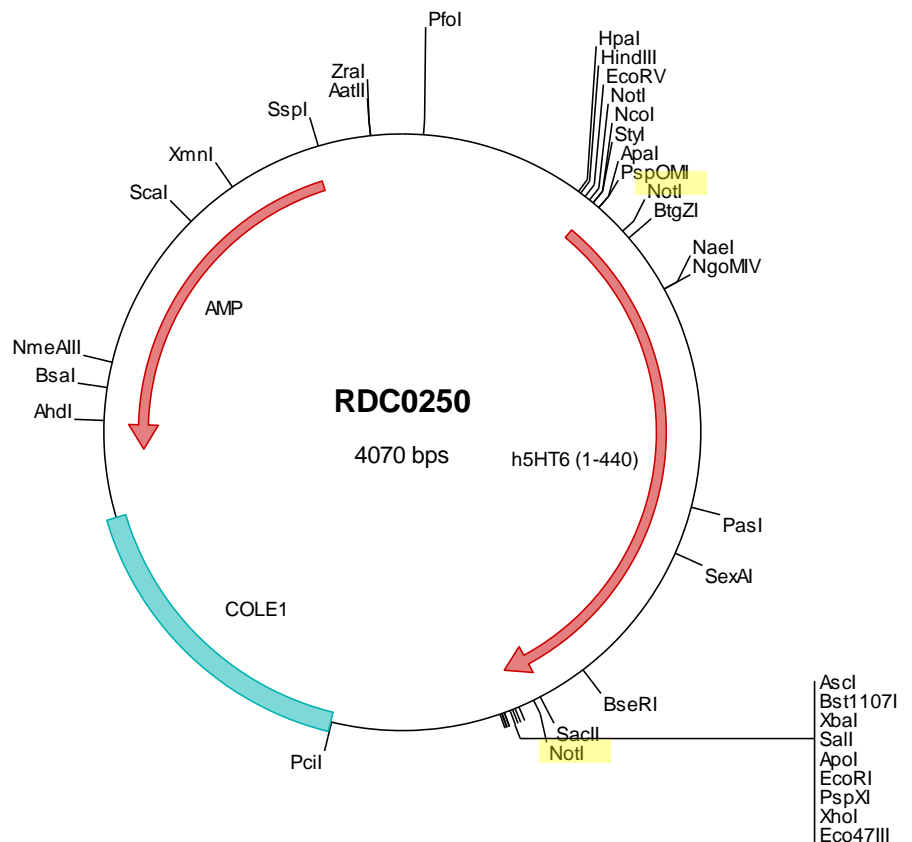 PfoI
ZraI
AatII
SspI
XmnI
ScaI
HpaI
HindIII
EcoRV
NotI
NcoI
StyI
ApaI
PspOMI
NotI
BtgZI
NaeI
NgoMIV
AMP
NmeAIII
BsaI
AhdI
RDC0250
4070 bps
h5HT6 (1-440)
PasI
SexAI
COLE1
BseRI
SacII
NotI
PciI
AscI
Bst1107I
XbaI
SalI
ApoI
EcoRI
PspXI
XhoI
Eco47III